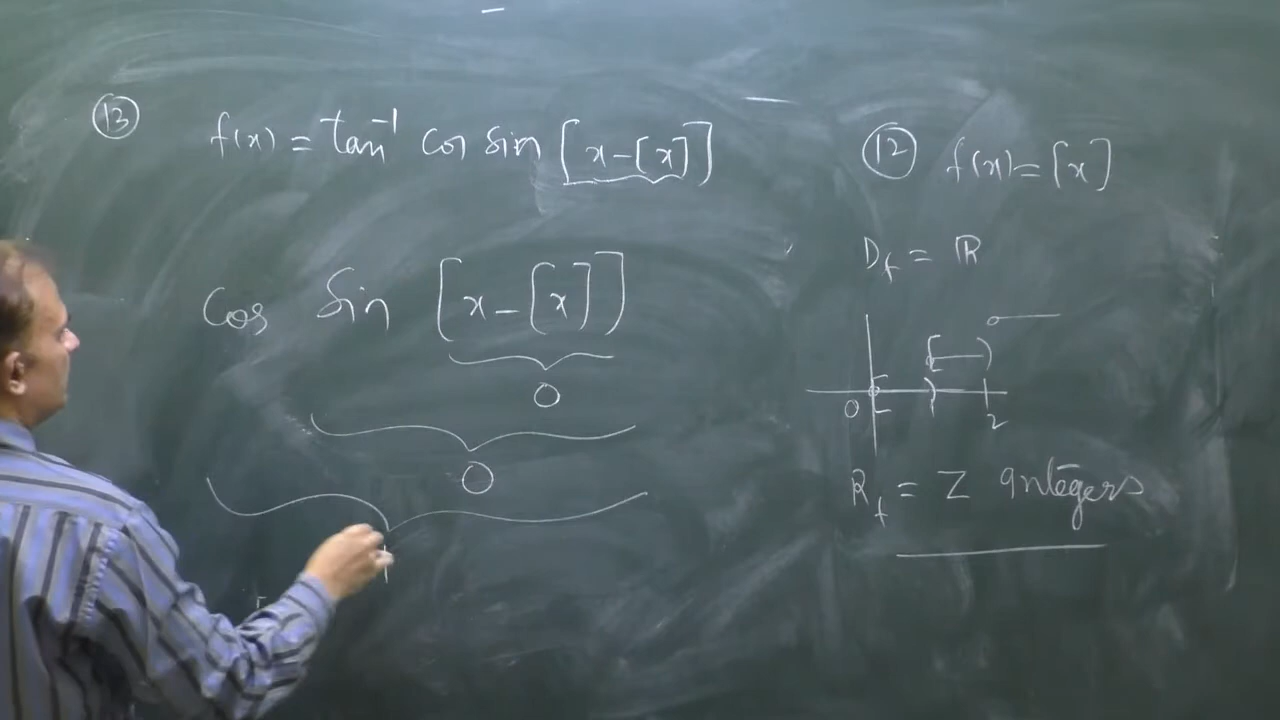 ⑬ f(x) = tan⁻¹ cos sin [x-[x]]
cos sin [x-[x]]
0
0
1
⑫ f(x) = [x]
D_f = ℝ
0 2
R_f = Z Integers